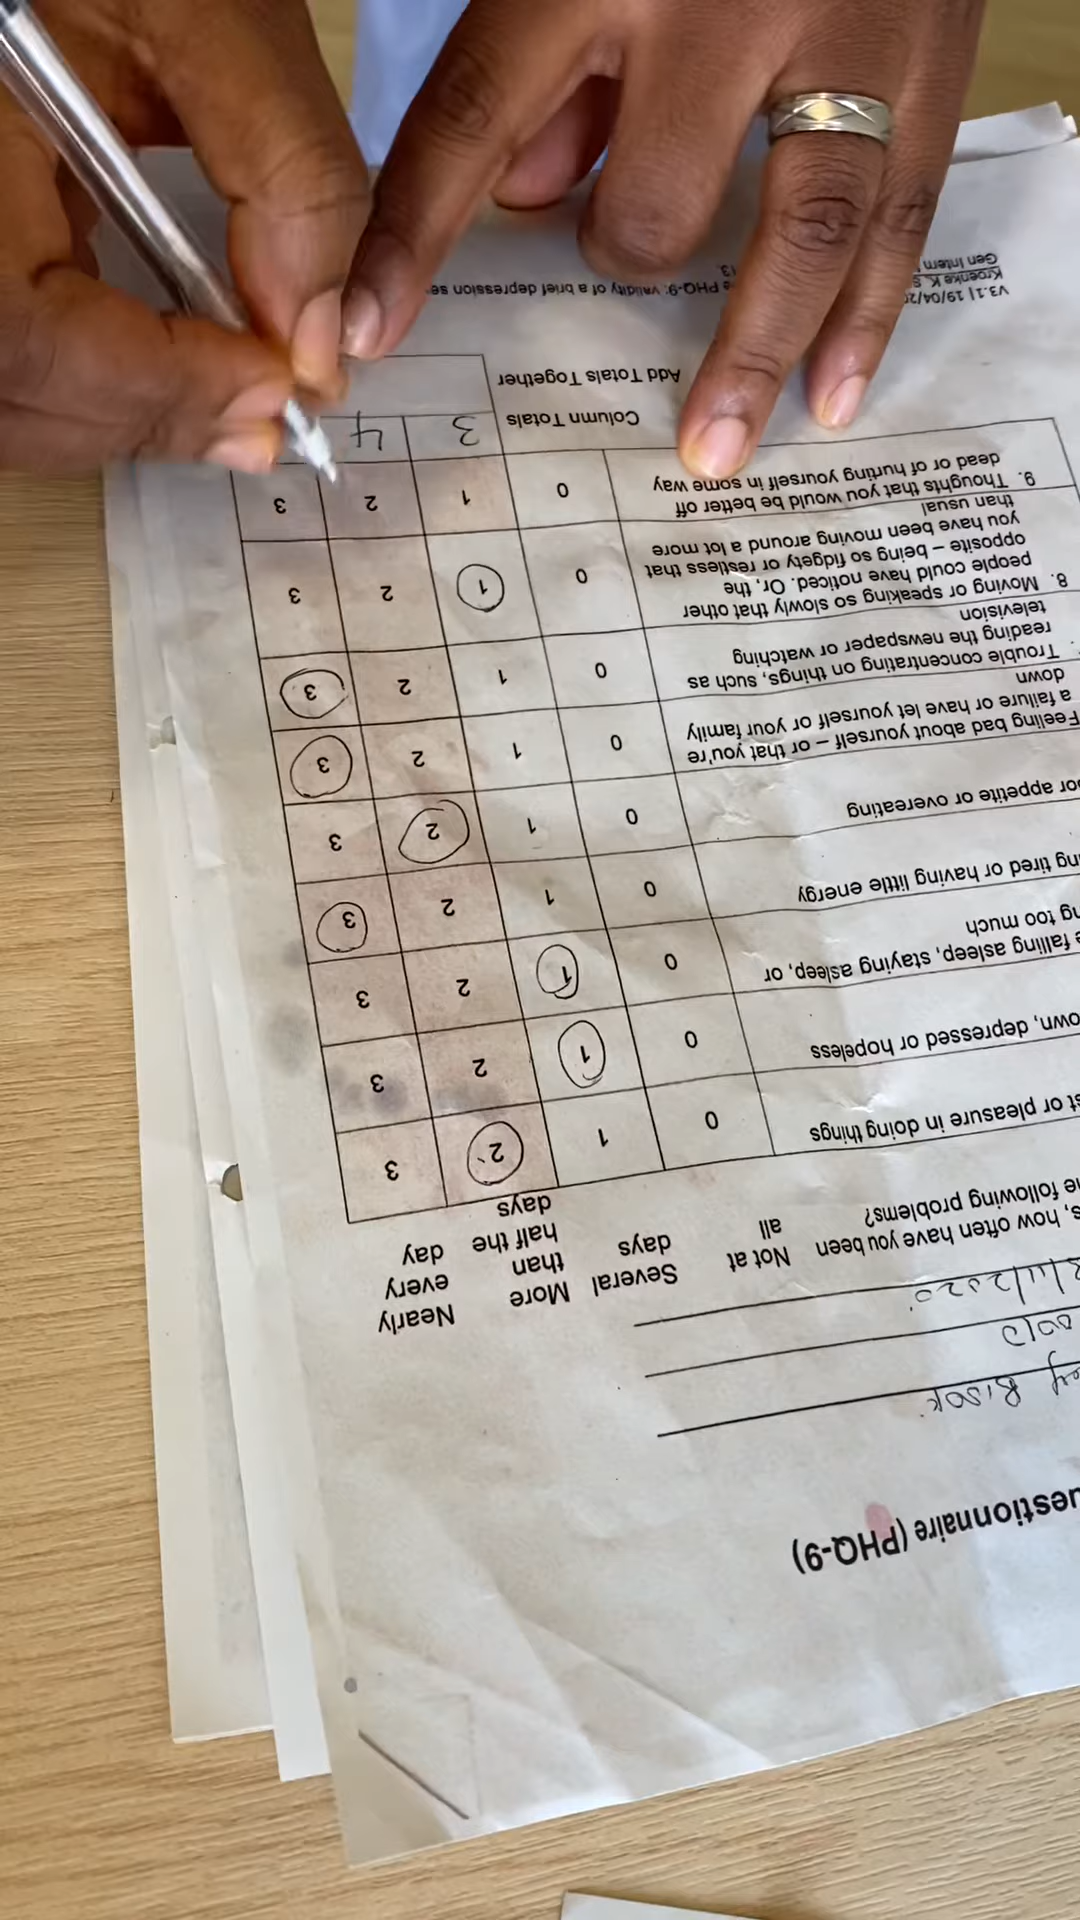 uestionnaire (PHQ-9)
Bisok
2020
s, how often have you been
e following problems?
Not at
all
Several
days
More
than
half the
days
Nearly
every
day
st or pleasure in doing things 0 1 2 3
own, depressed or hopeless 0 1 2 3
e falling asleep, staying asleep, or
ng too much 0 1 2 3
ng tired or having little energy 0 1 2 3
or appetite or overeating 0 1 2 3
Feeling bad about yourself – or that you're
a failure or have let yourself or your family
down 0 1 2 3
Trouble concentrating on things, such as
reading the newspaper or watching
television 0 1 2 3
8. Moving or speaking so slowly that other
people could have noticed. Or, the
opposite – being so fidgety or restless that
you have been moving around a lot more
than usual 0 1 2 3
9. Thoughts that you would be better off
dead or of hurting yourself in some way 0 1 2 3
Column Totals 3 4
Add Totals Together
V3.1| 19/04/2
Kroenke K, S PHQ-9: validity of a brief depression se
Gen Intern 13.